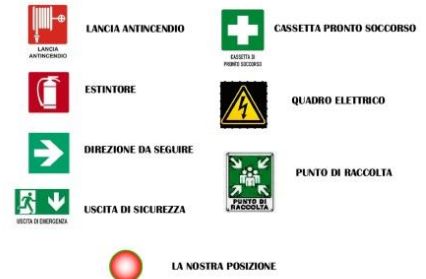 LANCIA ANTINCENDIO
LANCIA
ANTINCENDIO
ESTINTORE
DIREZIONE DA SEGUIRE
USCITA DI SICUREZZA
USCITA DI EMERGENZA
CASSETTA PRONTO SOCCORSO
CASSETTA DI
PRONTO SOCCORSO
QUADRO ELETTRICO
PUNTO DI RACCOLTA
PUNTO DI
RACCOLTA
LA NOSTRA POSIZIONE